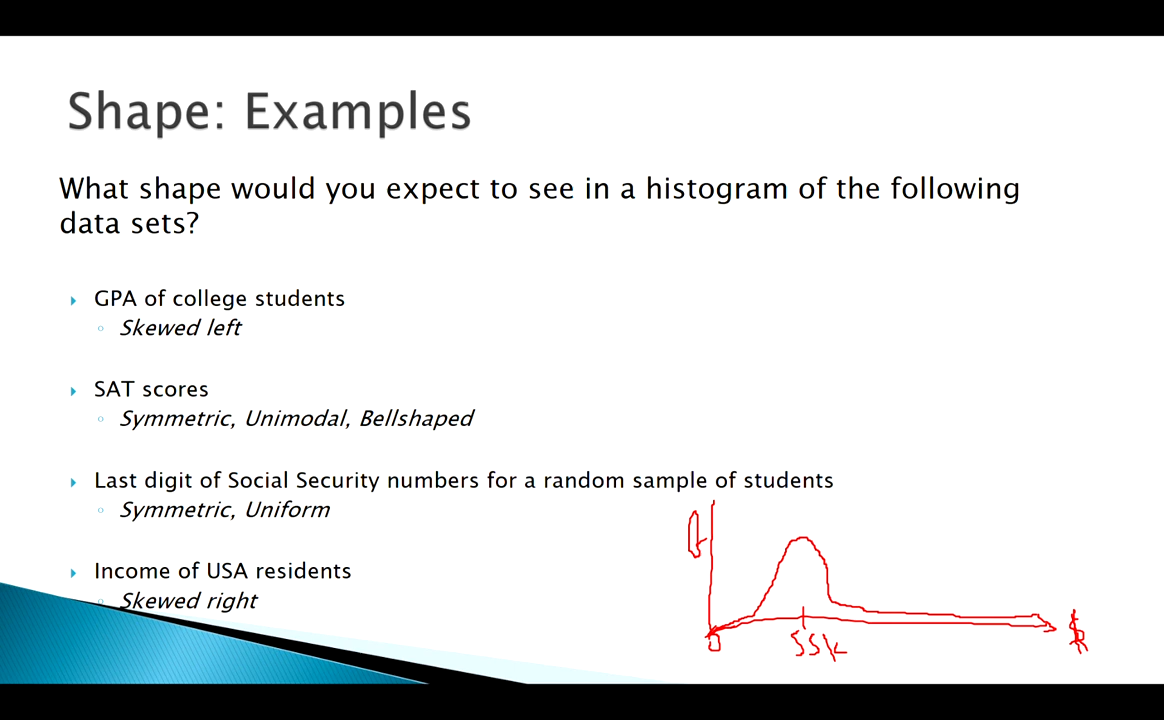 Shape: Examples
What shape would you expect to see in a histogram of the following
data sets?
GPA of college students
Skewed left
SAT scores
Symmetric, Unimodal, Bellshaped
Last digit of Social Security numbers for a random sample of students
Symmetric, Uniform
Income of USA residents
Skewed right
0
55K
$